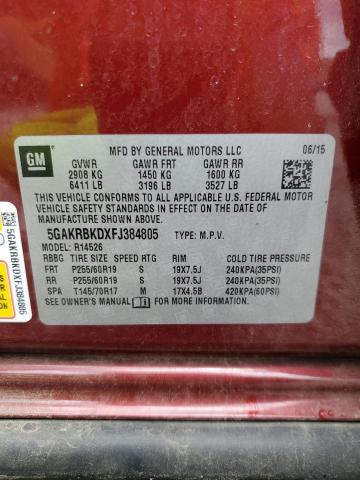 GM
MFD BY GENERAL MOTORS LLC 06/15
GVWR GAWR FRT GAWR RR
2908 KG 1450 KG 1600 KG
6411 LB 3196 LB 3527 LB
THIS VEHICLE CONFORMS TO ALL APPLICABLE U.S. FEDERAL MOTOR
VEHICLE SAFETY, BUMPER, AND THEFT PREVENTION STANDARDS IN
EFFECT ON THE DATE OF MANUFACTURE SHOWN ABOVE.
5GAKRBKDXFJ384805 TYPE: M.P.V.
MODEL: R14526
RBBG TIRE SIZE SPEED RTG RIM COLD TIRE PRESSURE
FRT P255/60R19 S 19X7.5J 240KPA(35PSI)
RR P255/60R19 S 19X7.5J 240KPA(35PSI)
SPA T145/70R17 M 17X4.5B 420KPA(60PSI)
SEE OWNER'S MANUAL FOR MORE INFORMATION
5GAKRBKDXFJ384805